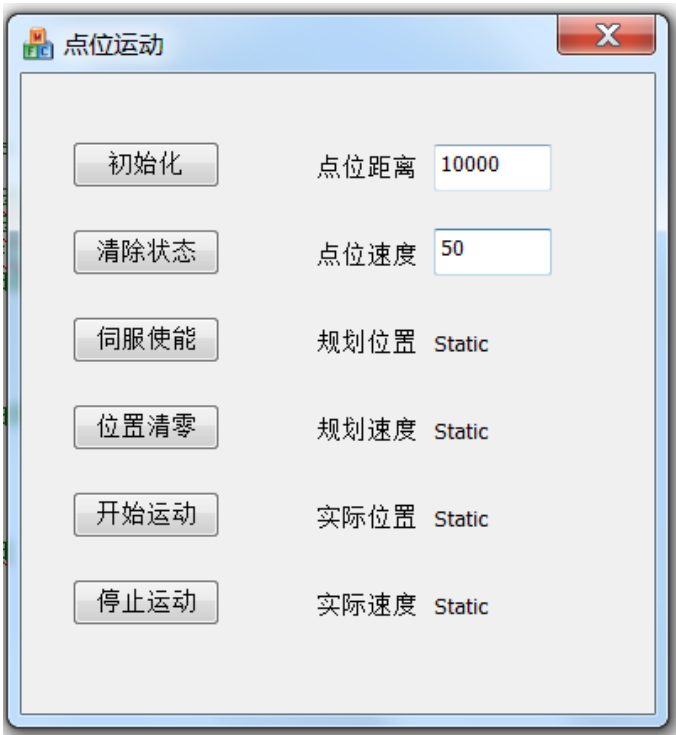 点位运动
初始化 点位距离 10000
清除状态 点位速度 50
伺服使能 规划位置 Static
位置清零 规划速度 Static
开始运动 实际位置 Static
停止运动 实际速度 Static